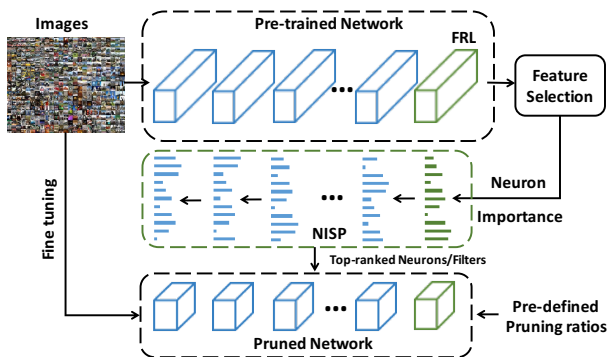 Images
Pre-trained Network
FRL
Feature
Selection
Neuron
Importance
NISP
Fine tuning
Top-ranked Neurons/Filters
Pre-defined
Pruning ratios
Pruned Network